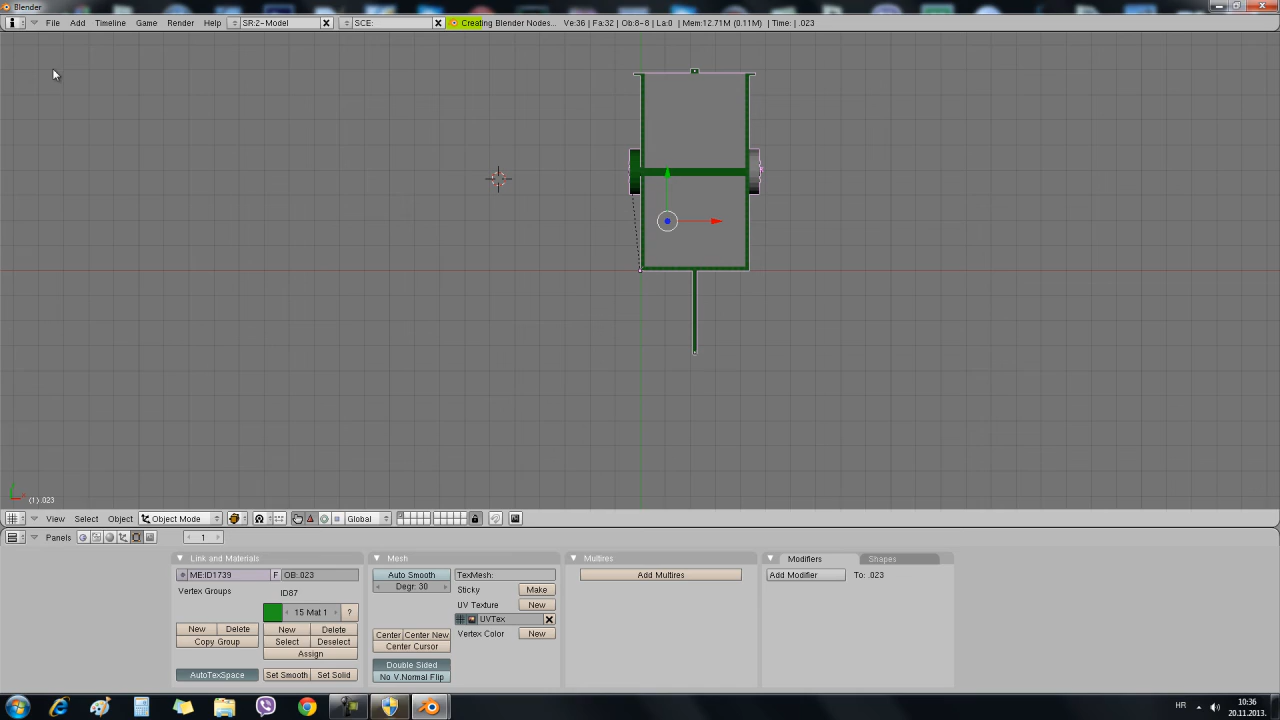 Blender
File Add Timeline Game Render Help SR:2-Model SCE: Creating Blender Nodes... Ve:36 | Fa:32 | Ob:8-8 | La:0 | Mem:12.71M (0.11M) | Time: | .023
(1) .023
View Select Object Object Mode Global
Panels 1
Link and Materials Mesh Multires Modifiers Shapes
ME:ID1739 F OB:.023 Auto Smooth TexMesh: Add Multires Add Modifier To: .023
Degr: 30
Vertex Groups ID87 Sticky Make
UV Texture New
15 Mat 1 ? UVTex
New Delete New Delete Center Center New Vertex Color New
Copy Group Select Deselect Center Cursor
Assign
Double Sided
AutoTexSpace Set Smooth Set Solid No V.Normal Flip
HR 10:36
20.11.2013.